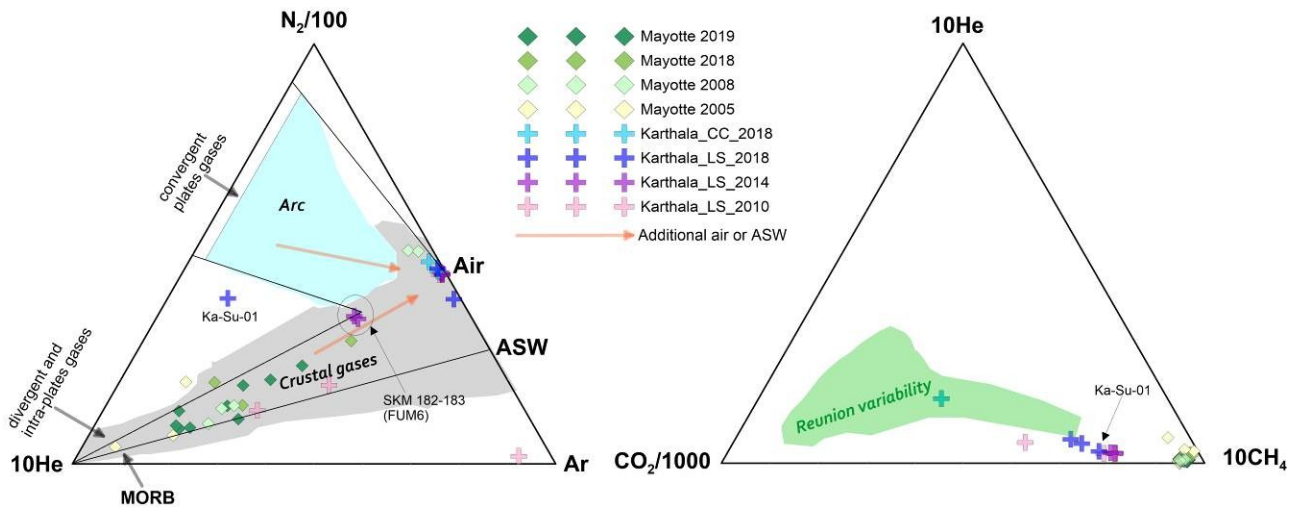 N₂/100
convergent
plates gases
Arc
Air
Ka-Su-01
ASW
Crustal gases
divergent and
intra-plates gases
SKM 182-183
(FUM6)
10He
Ar
MORB
Mayotte 2019
Mayotte 2018
Mayotte 2008
Mayotte 2005
Karthala_CC_2018
Karthala_LS_2018
Karthala_LS_2014
Karthala_LS_2010
Additional air or ASW
10He
Reunion variability
Ka-Su-01
CO₂/1000
10CH₄